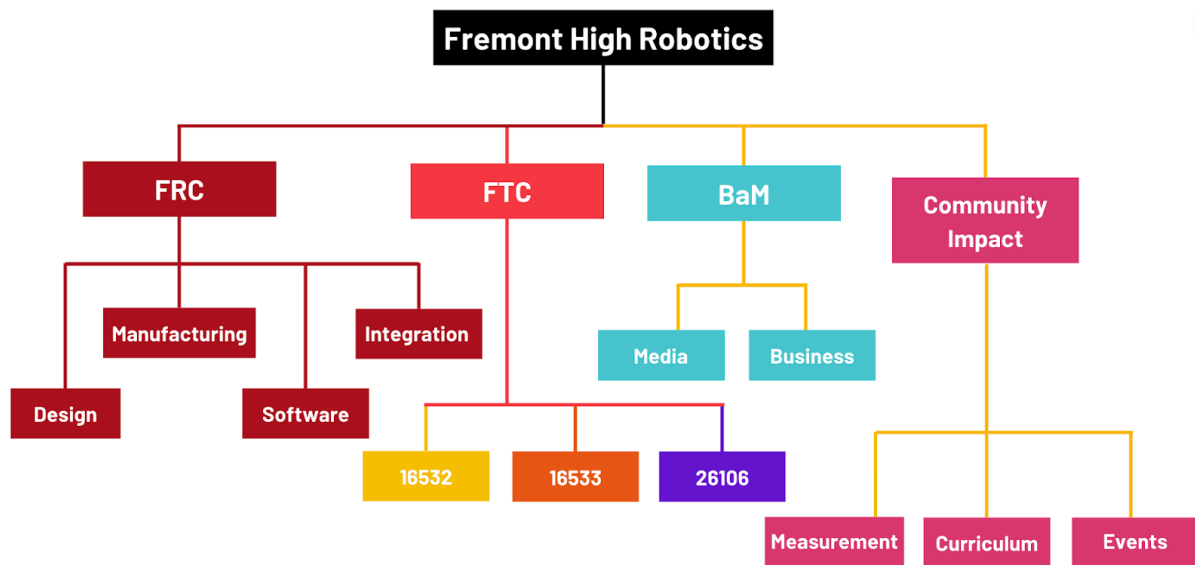 Fremont High Robotics
FRC
FTC
BaM
Community
Impact
Manufacturing
Integration
Media
Business
Design
Software
16532
16533
26106
Measurement
Curriculum
Events